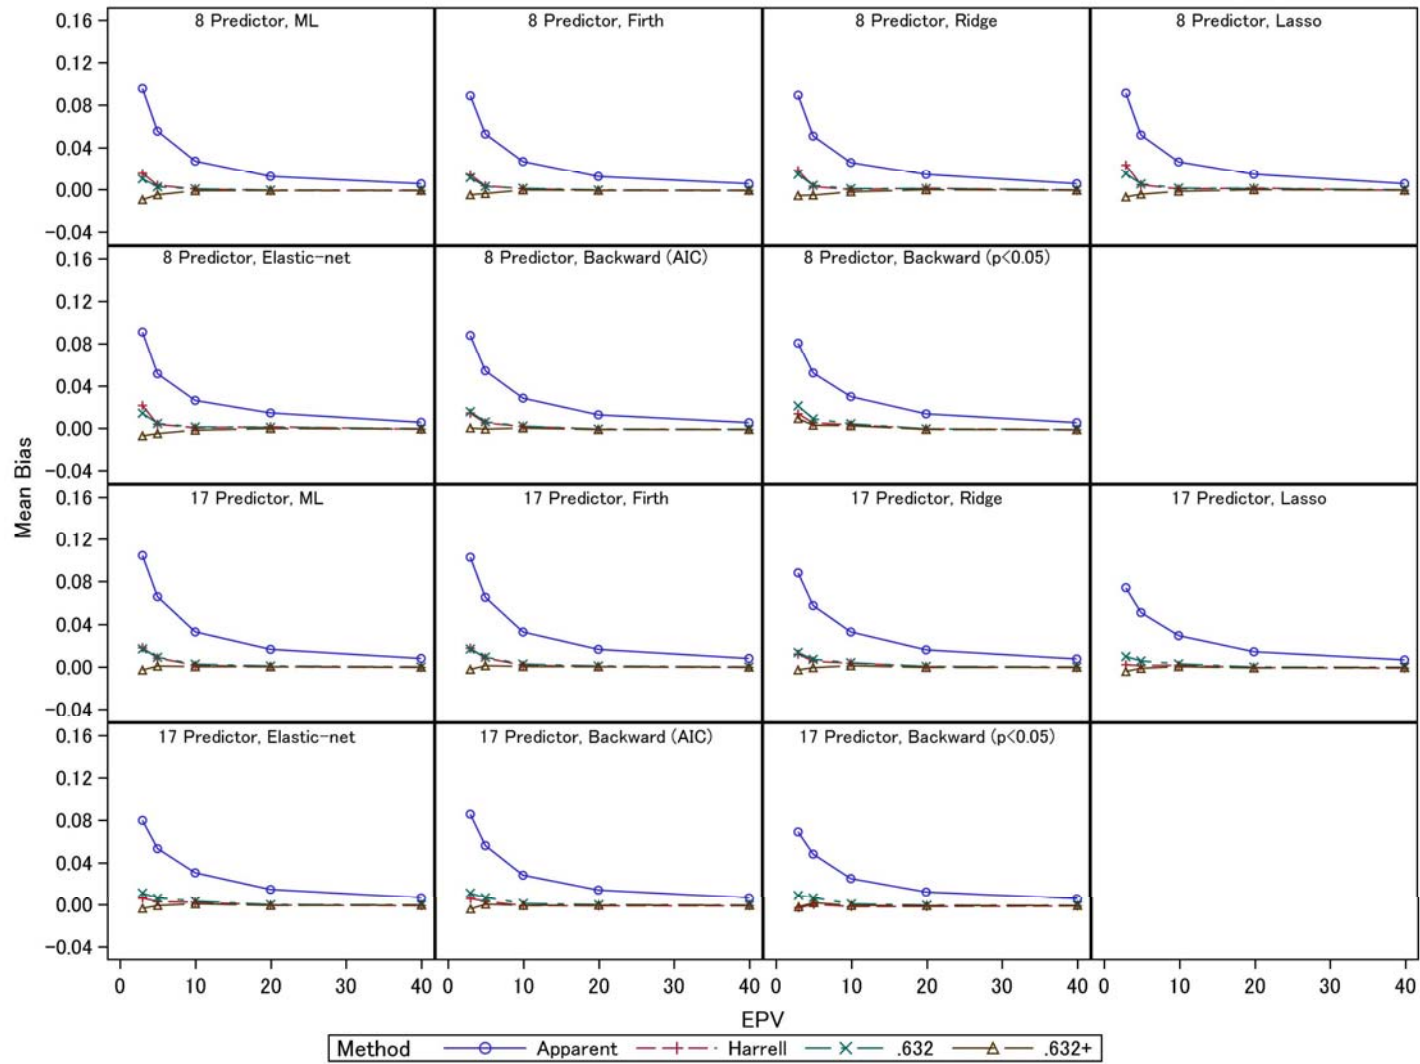 8 Predictor, ML
8 Predictor, Firth
8 Predictor, Ridge
8 Predictor, Lasso
0.16
0.12
0.08
0.04
0.00
−0.04
8 Predictor, Elastic-net
8 Predictor, Backward (AIC)
8 Predictor, Backward (p<0.05)
0.16
0.12
0.08
0.04
0.00
−0.04
Mean Bias
17 Predictor, ML
17 Predictor, Firth
17 Predictor, Ridge
17 Predictor, Lasso
0.16
0.12
0.08
0.04
0.00
−0.04
17 Predictor, Elastic-net
17 Predictor, Backward (AIC)
17 Predictor, Backward (p<0.05)
0.16
0.12
0.08
0.04
0.00
−0.04
0 10 20 30 40 0 10 20 30 40 0 10 20 30 40 0 10 20 30 40
EPV
Method Apparent Harrell .632 .632+